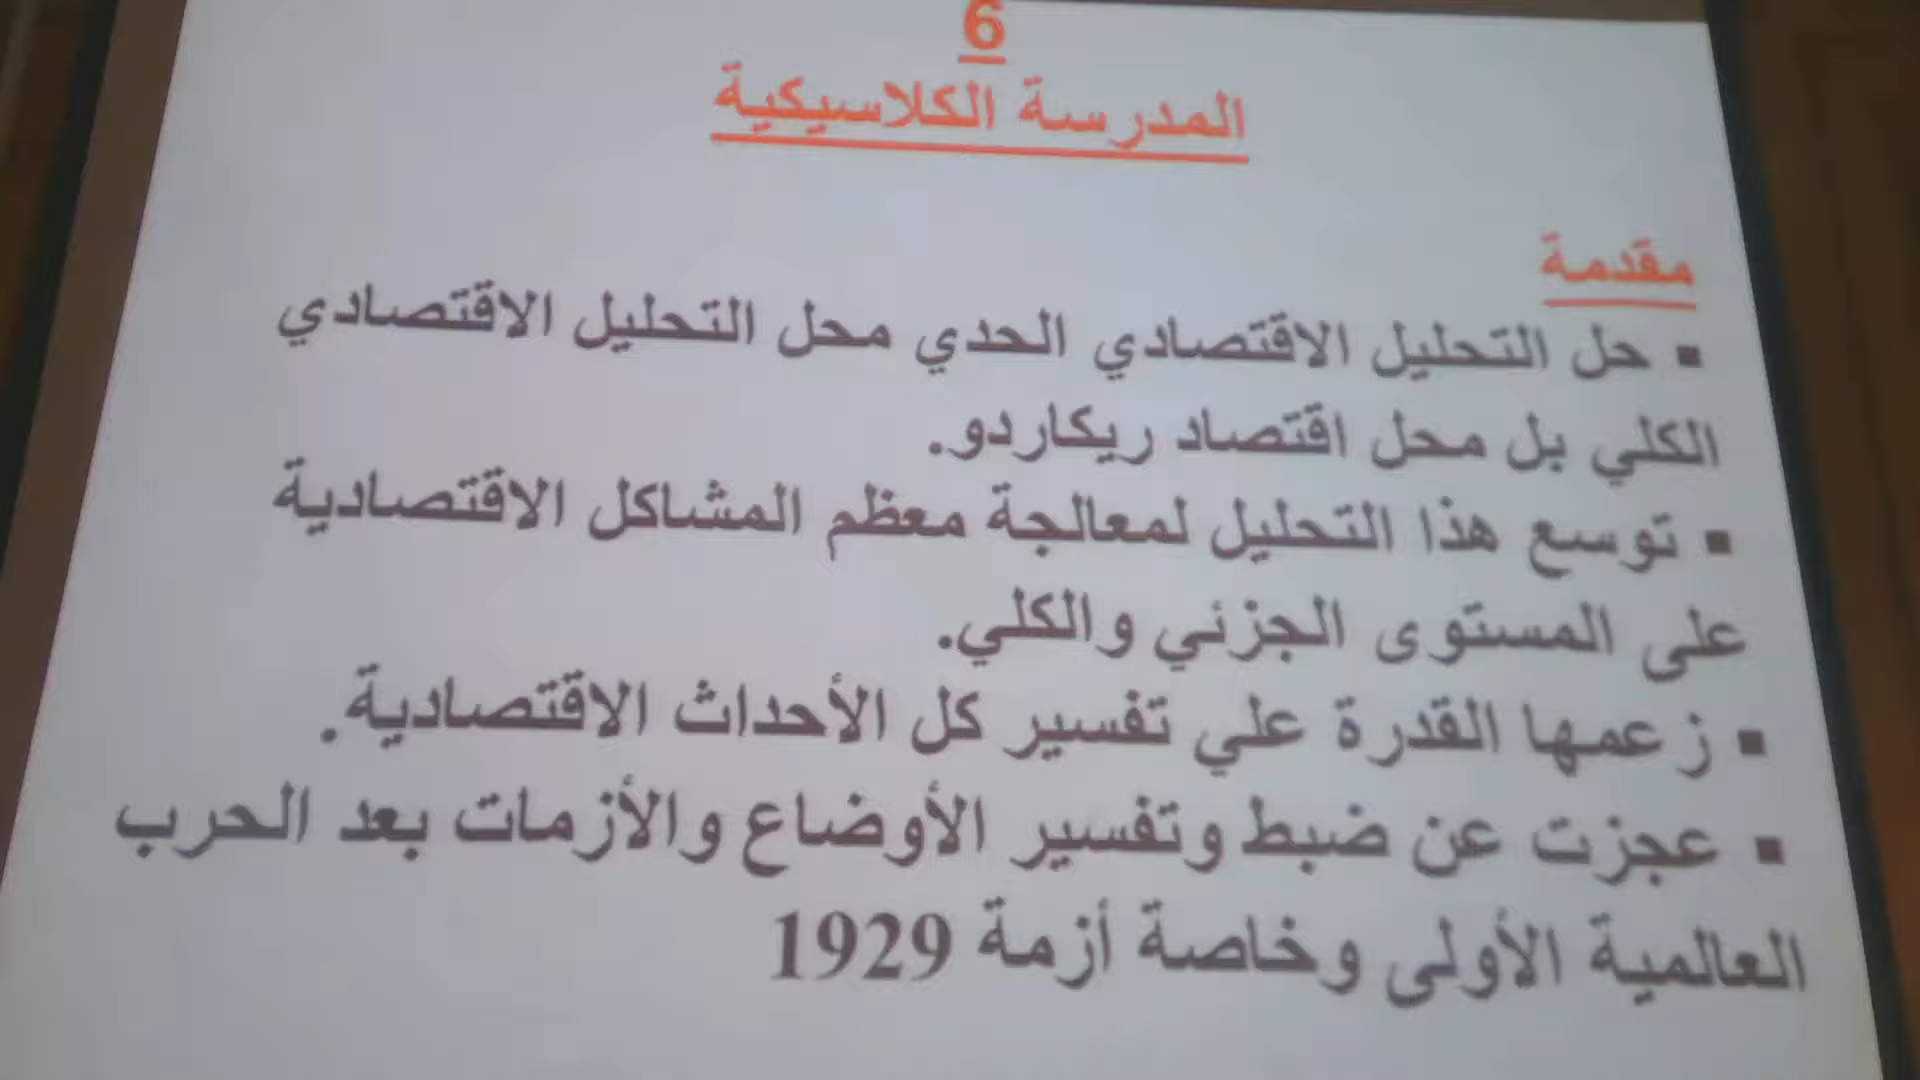 6
المدرسة الكلاسيكية
مقدمة
▪ حل التحليل الاقتصادي الحدي محل التحليل الاقتصادي
الكلي بل محل اقتصاد ريكاردو.
▪ توسع هذا التحليل لمعالجة معظم المشاكل الاقتصادية
على المستوى الجزئي والكلي.
▪ زعمها القدرة علي تفسير كل الأحداث الاقتصادية.
▪ عجزت عن ضبط وتفسير الأوضاع والأزمات بعد الحرب
العالمية الأولى وخاصة أزمة 1929